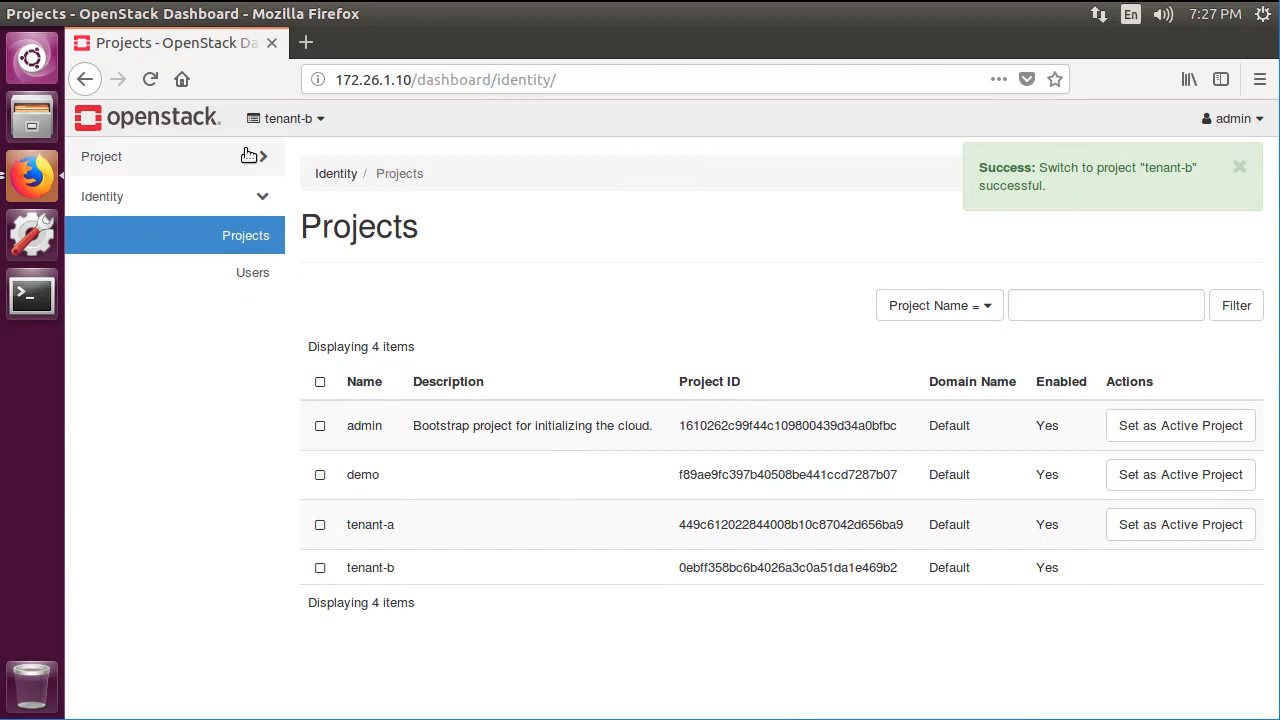 Projects - OpenStack Dashboard - Mozilla Firefox
En
7:27 PM
Projects - OpenStack Da
172.26.1.10/dashboard/identity/
openstack.
tenant-b
admin
Project
Identity
Projects
Users
Identity / Projects
Success: Switch to project "tenant-b"
successful.
Projects
Project Name =
Filter
Displaying 4 items
Name Description Project ID Domain Name Enabled Actions
admin Bootstrap project for initializing the cloud. 1610262c99f44c109800439d34a0bfbc Default Yes Set as Active Project
demo f89ae9fc397b40508be441ccd7287b07 Default Yes Set as Active Project
tenant-a 449c612022844008b10c87042d656ba9 Default Yes Set as Active Project
tenant-b 0ebff358bc6b4026a3c0a51da1e469b2 Default Yes
Displaying 4 items